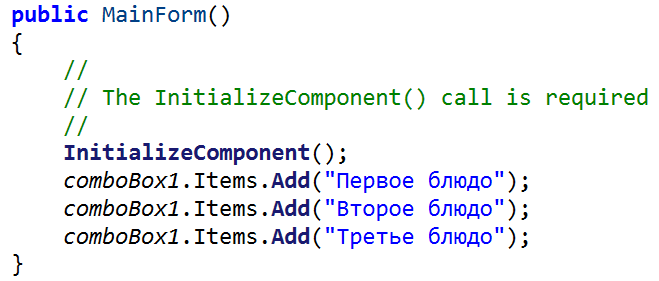 public MainForm()
{
//
// The InitializeComponent() call is required
//
InitializeComponent();
comboBox1.Items.Add("Первое блюдо");
comboBox1.Items.Add("Второе блюдо");
comboBox1.Items.Add("Третье блюдо");
}